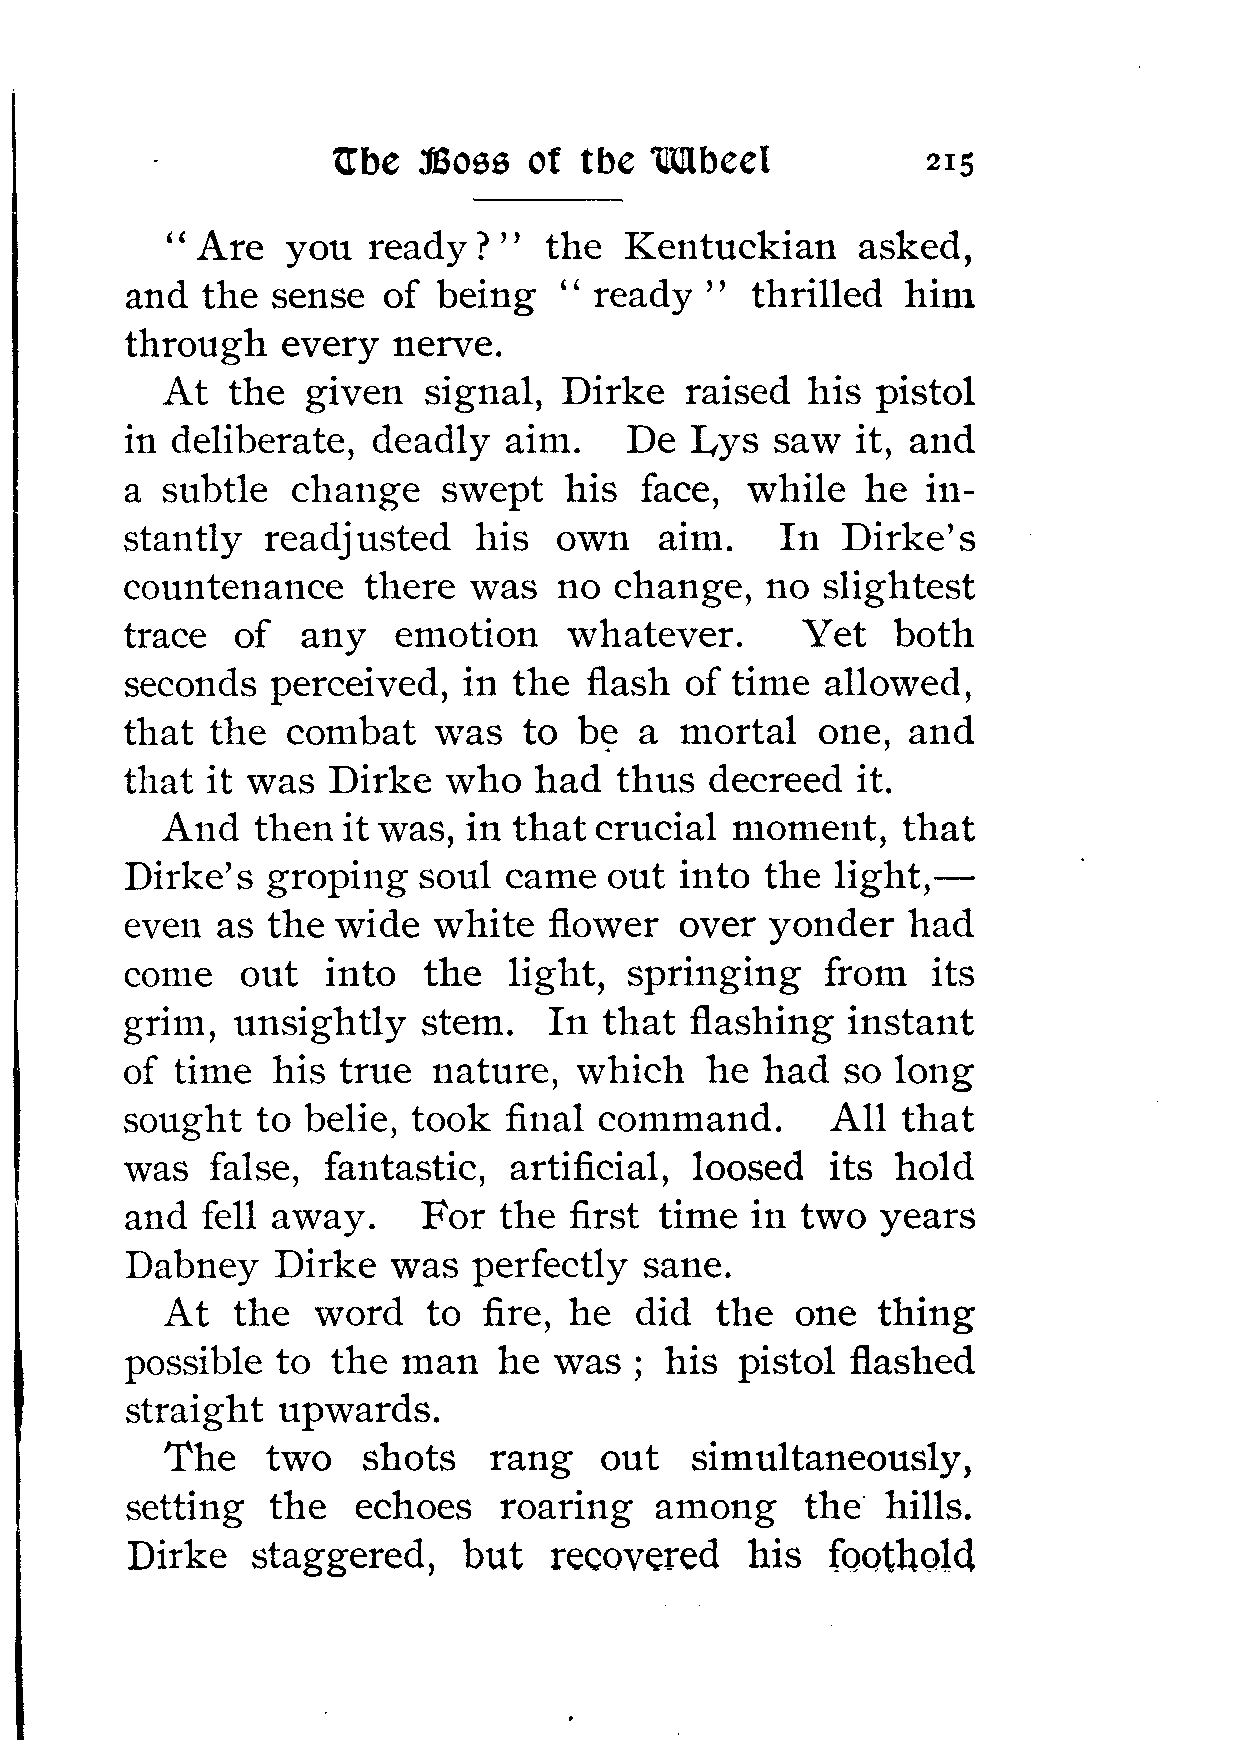 The Boss of the Wheel 215
"Are you ready?" the Kentuckian asked,
and the sense of being "ready" thrilled him
through every nerve.
At the given signal, Dirke raised his pistol
in deliberate, deadly aim. De Lys saw it, and
a subtle change swept his face, while he in-
stantly readjusted his own aim. In Dirke's
countenance there was no change, no slightest
trace of any emotion whatever. Yet both
seconds perceived, in the flash of time allowed,
that the combat was to be a mortal one, and
that it was Dirke who had thus decreed it.
And then it was, in that crucial moment, that
Dirke's groping soul came out into the light,—
even as the wide white flower over yonder had
come out into the light, springing from its
grim, unsightly stem. In that flashing instant
of time his true nature, which he had so long
sought to belie, took final command. All that
was false, fantastic, artificial, loosed its hold
and fell away. For the first time in two years
Dabney Dirke was perfectly sane.
At the word to fire, he did the one thing
possible to the man he was; his pistol flashed
straight upwards.
The two shots rang out simultaneously,
setting the echoes roaring among the hills.
Dirke staggered, but recovered his foothold